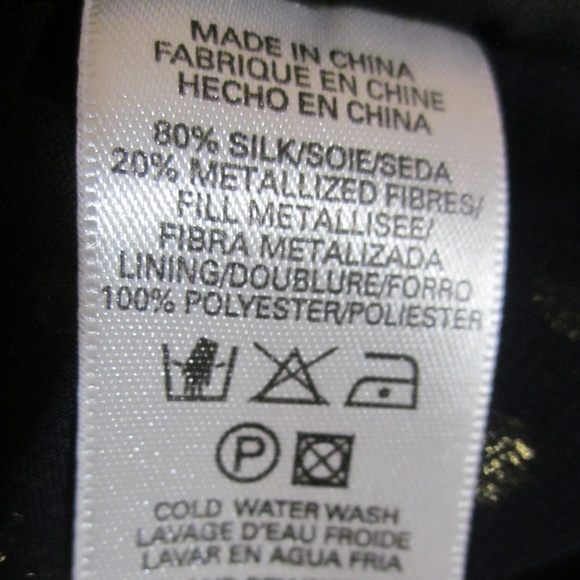 MADE IN CHINA
FABRIQUE EN CHINE
HECHO EN CHINA
80% SILK/SOIE/SEDA
20% METALLIZED FIBRES/
FILL METALLISEE/
FIBRA METALIZADA
LINING/DOUBLURE/FORRO
100% POLYESTER/POLIESTER
P
COLD WATER WASH
LAVAGE D'EAU FROIDE
LAVAR EN AGUA FRIA